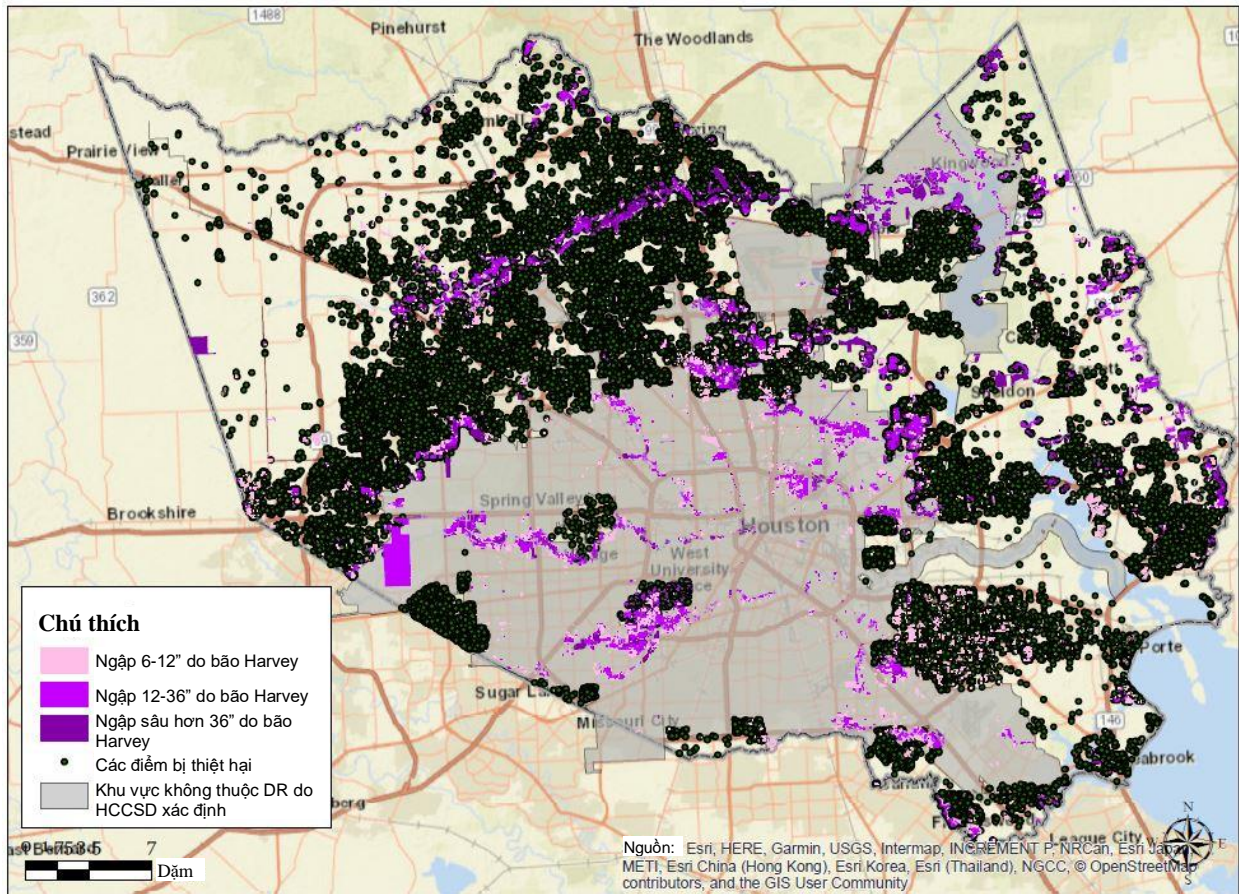 1488
Pinehurst
The Woodlands
Prairie View
Kingwood
362
359
Sheldon
Brookshire
Spring Valley
Houston
West
University
Porte
Sugar
Missouri City
146
League City
N
E
Chú thích
Ngập 6-12” do bão Harvey
Ngập 12-36” do bão Harvey
Ngập sâu hơn 36” do bão
Harvey
Các điểm bị thiệt hại
Khu vực không thuộc DR do
HCCSD xác định
7
Dặm
Nguồn: Esri, HERE, Garmin, USGS, Intermap, INCREMENT P, NRCan, Esri Japan,
METI, Esri China (Hong Kong), Esri Korea, Esri (Thailand), NGCC, © OpenStreetMap
contributors, and the GIS User Community